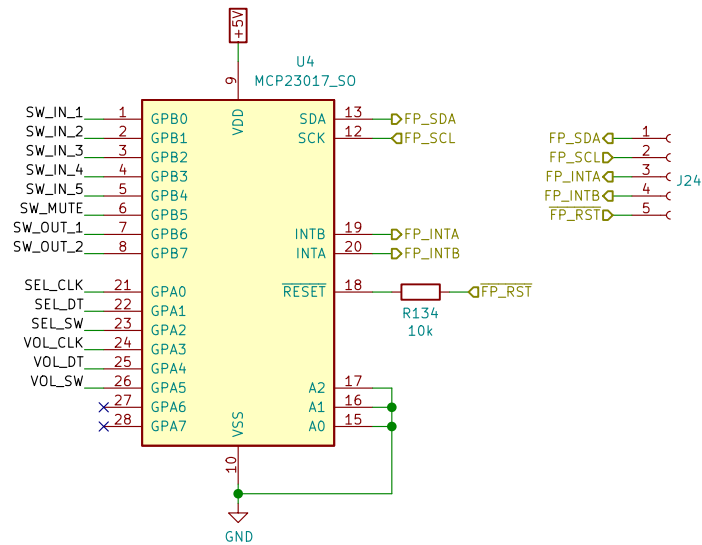 +5V
U4
MCP23017_SO
9
VDD
SW_IN_1 1 GPB0
SW_IN_2 2 GPB1
SW_IN_3 3 GPB2
SW_IN_4 4 GPB3
SW_IN_5 5 GPB4
SW_MUTE 6 GPB5
SW_OUT_1 7 GPB6
SW_OUT_2 8 GPB7
SEL_CLK 21 GPA0
SEL_DT 22 GPA1
SEL_SW 23 GPA2
VOL_CLK 24 GPA3
VOL_DT 25 GPA4
VOL_SW 26 GPA5
27 GPA6
28 GPA7
SDA 13 FP_SDA
SCK 12 FP_SCL
INTB 19 FP_INTA
INTA 20 FP_INTB
RESET 18 FP_RST
R134
10k
A2 17
A1 16
A0 15
VSS
10
GND
FP_SDA 1
FP_SCL 2
FP_INTA 3
FP_INTB 4
FP_RST 5
J24